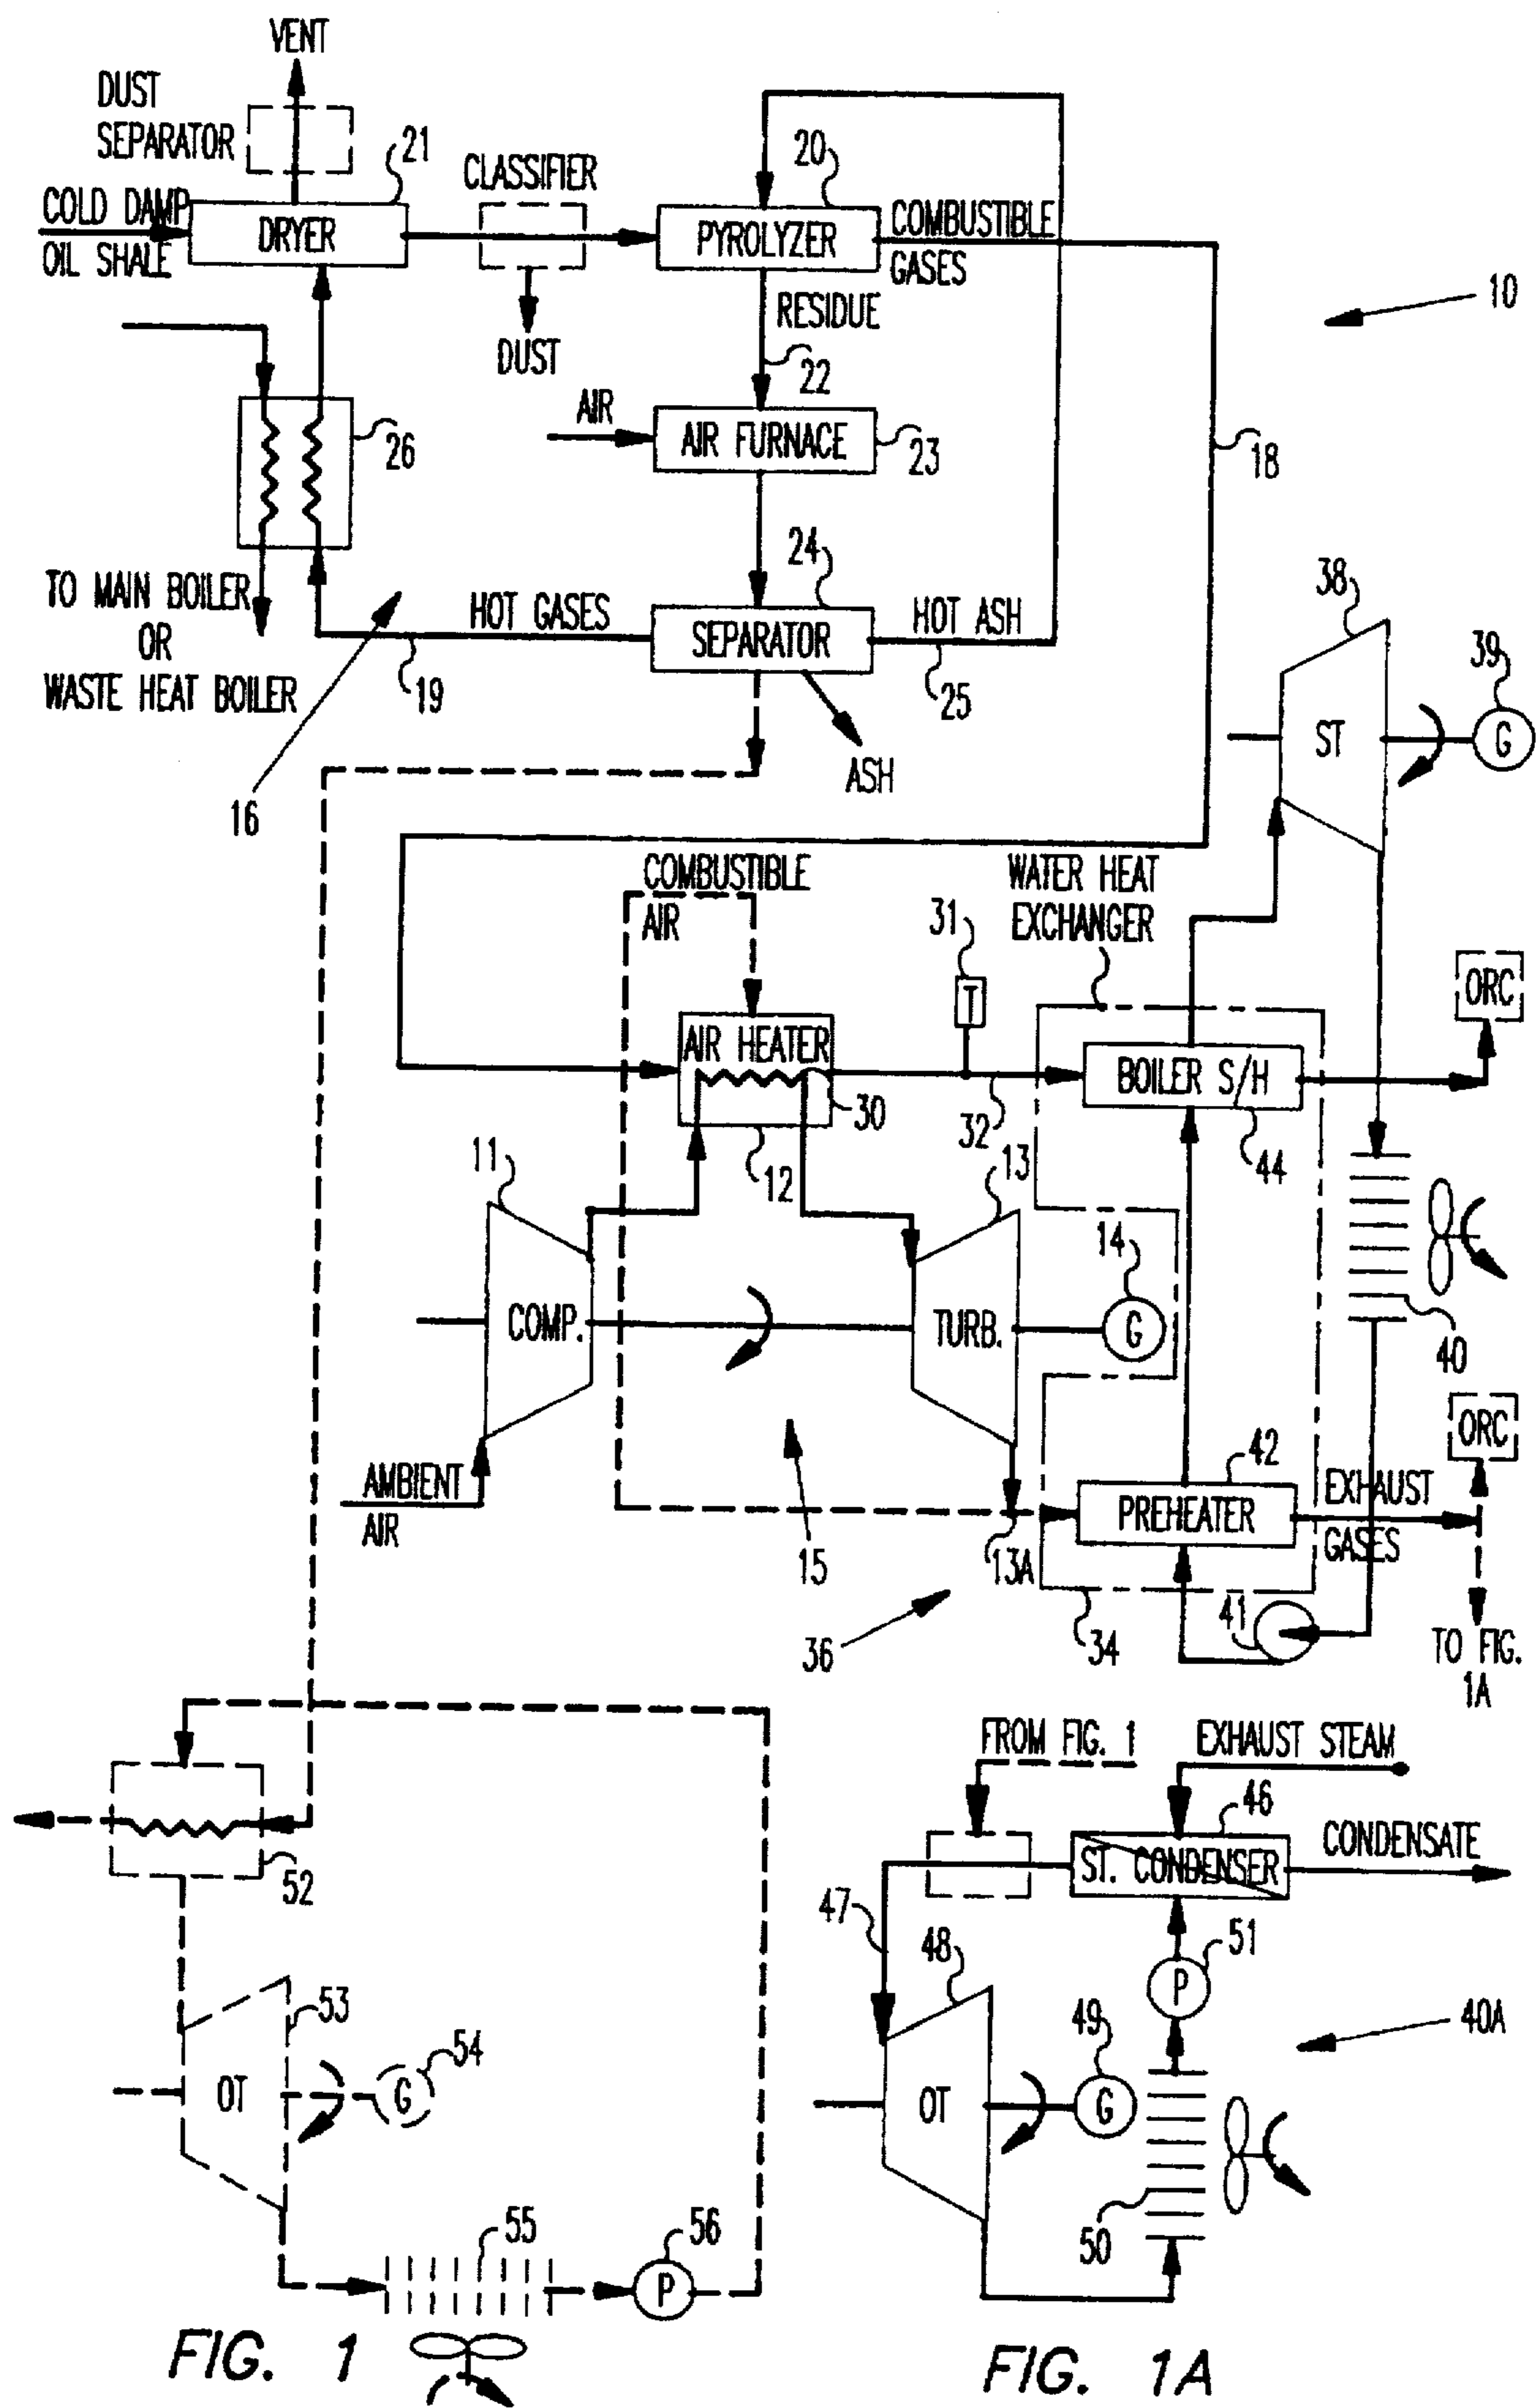 VENT
DUST
SEPARATOR
21
CLASSIFIER
20
COLD DAMP
OIL SHALE
DRYER
PYROLYZER
COMBUSTIBLE
GASES
10
RESIDUE
DUST
22
AIR
AIR FURNACE
23
26
18
24
38
TO MAIN BOILER
OR
WASTE HEAT BOILER
HOT GASES
SEPARATOR
HOT ASH
39
19
25
ST
G
16
ASH
COMBUSTIBLE
AIR
WATER HEAT
EXCHANGER
31
T
ORC
AIR HEATER
BOILER S/H
30
32
11
12
13
44
14
COMP.
TURB.
G
40
ORC
AMBIENT
AIR
42
PREHEATER
EXHAUST
GASES
15
13A
36
34
41
TO FIG.
1A
FROM FIG. 1
EXHAUST STEAM
46
ST. CONDENSER
CONDENSATE
52
47
48
51
P
53
54
49
40A
OT
G
OT
G
55
56
50
P
FIG. 1
FIG. 1A